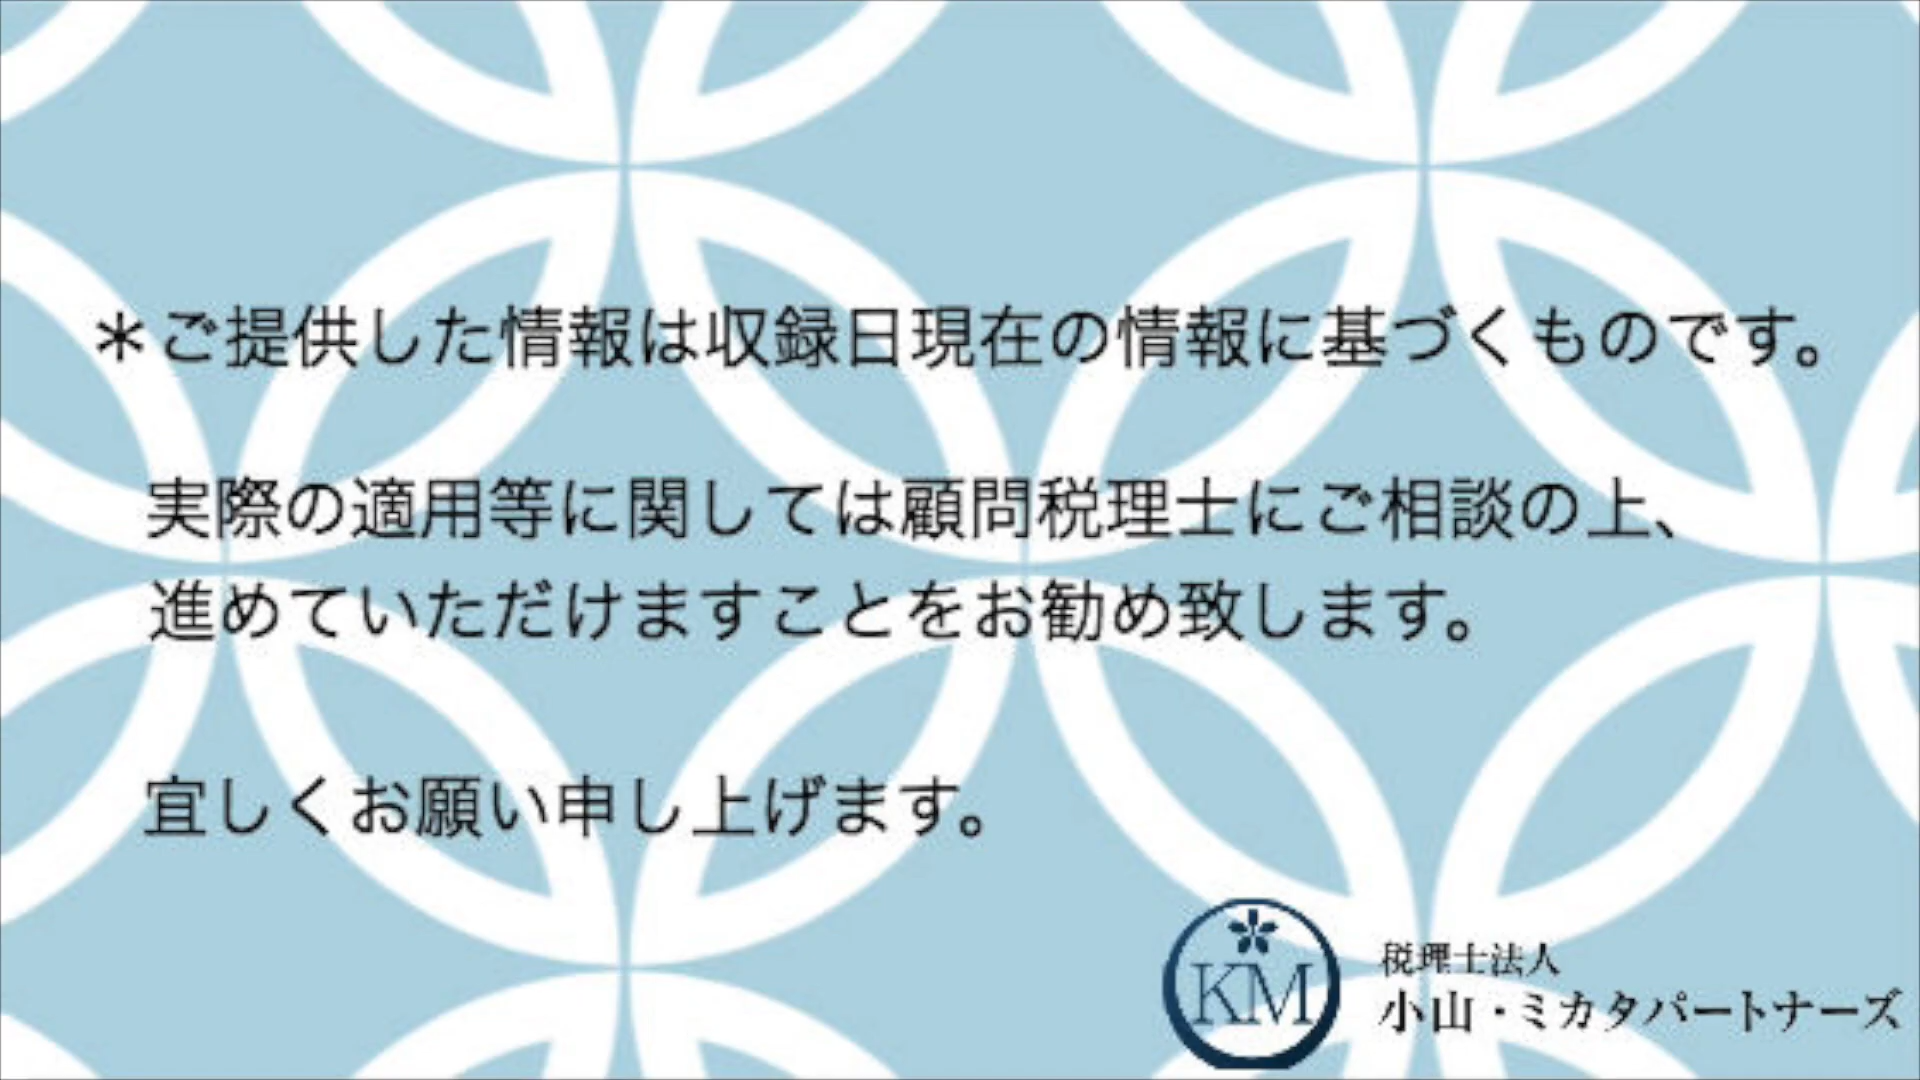 ＊ご提供した情報は収録日現在の情報に基づくものです。
実際の適用等に関しては顧問税理士にご相談の上、
進めていただけますことをお勧め致します。
宜しくお願い申し上げます。
KM
税理士法人
小山・ミカタパートナーズ